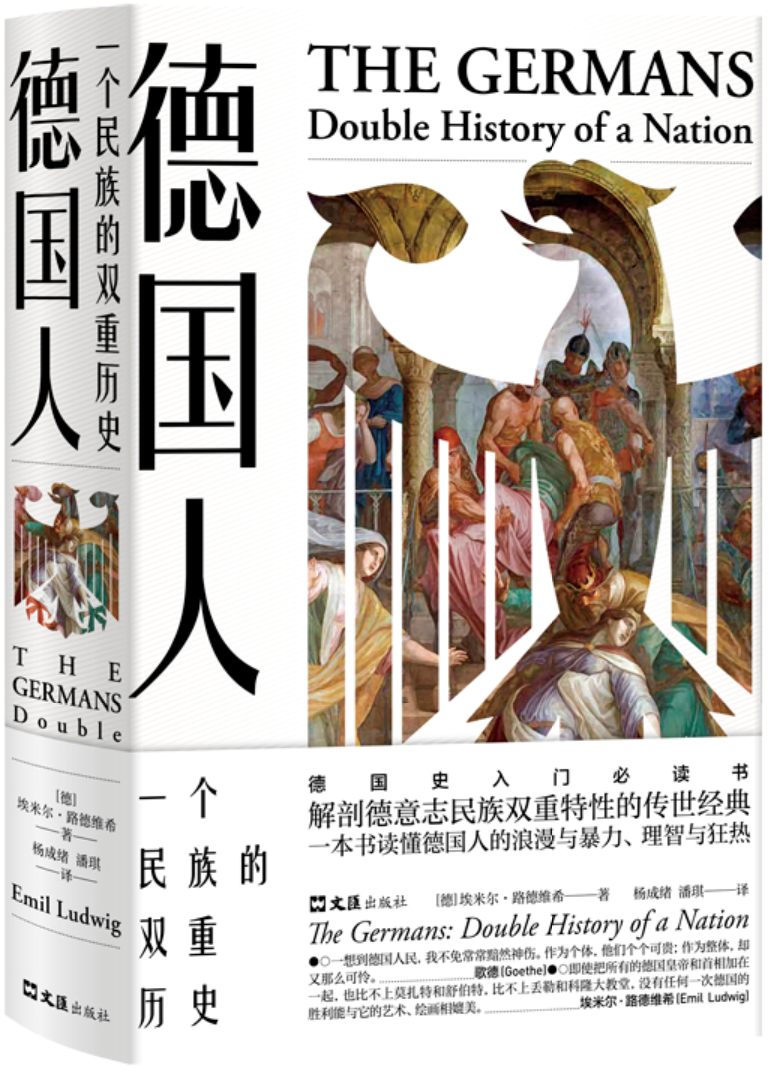 德国人
一个民族的双重历史
THE
GERMANS
Double
[德]
埃米尔·路德维希
——著——
杨成绪 潘琪
——译——
Emil Ludwig
文匯出版社
德国人
THE GERMANS
Double History of a Nation
一个
民族的
双重
历史
德国史入门必读书
解剖德意志民族双重特性的传世经典
一本书读懂德国人的浪漫与暴力、理智与狂热
文匯出版社 [德]埃米尔·路德维希——著 杨成绪 潘琪——译
The Germans: Double History of a Nation
●○一想到德国人民，我不免常常黯然神伤。作为个体，他们个个可贵；作为整体，却
又那么可怜。歌德(Goethe)●○即使把所有的德国皇帝和首相加在
一起，也比不上莫扎特和舒伯特，比不上丢勒和科隆大教堂，没有任何一次德国的
胜利能与它的艺术、绘画相媲美。埃米尔·路德维希(Emil Ludwig)